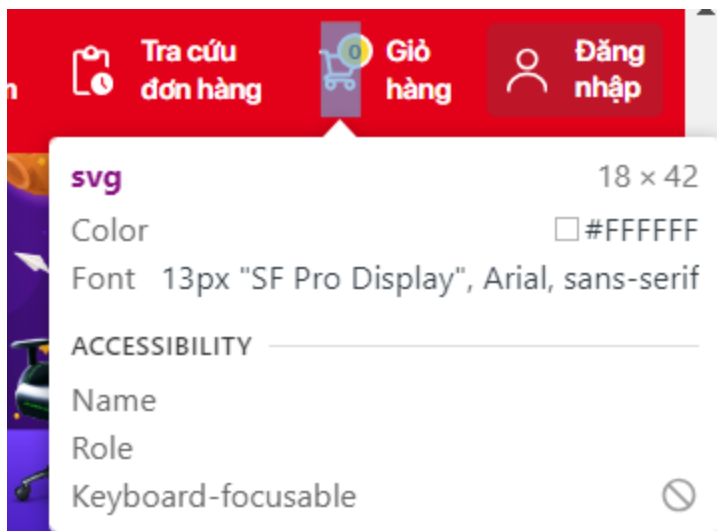 Tra cứu
đơn hàng
0
Giỏ
hàng
Đăng
nhập
m
svg 18 × 42
Color #FFFFFF
Font 13px "SF Pro Display", Arial, sans-serif
ACCESSIBILITY
Name
Role
Keyboard-focusable